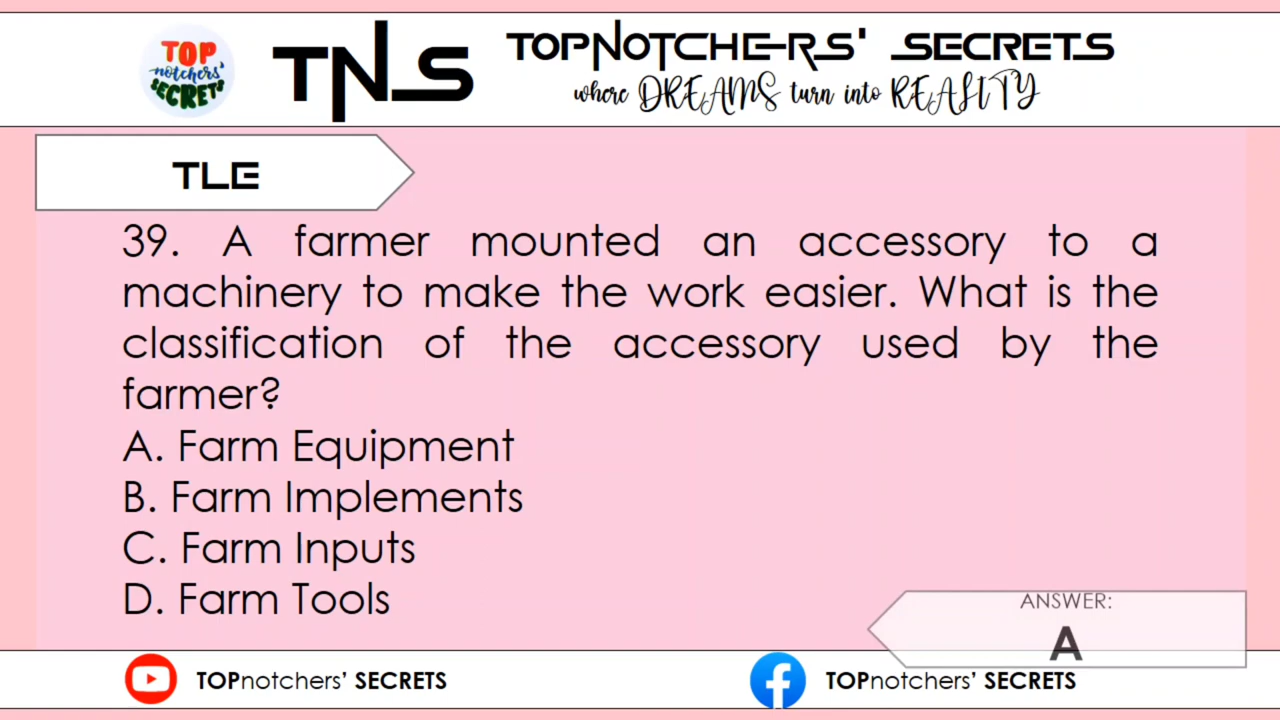 TOP
notchers'
SECRETS
TNS
TOPNOTCHERS' SECRETS
where DREAMS turn into REALITY
TLE
39. A farmer mounted an accessory to a
machinery to make the work easier. What is the
classification of the accessory used by the
farmer?
A. Farm Equipment
B. Farm Implements
C. Farm Inputs
D. Farm Tools
ANSWER:
A
TOPnotchers' SECRETS
TOPnotchers' SECRETS